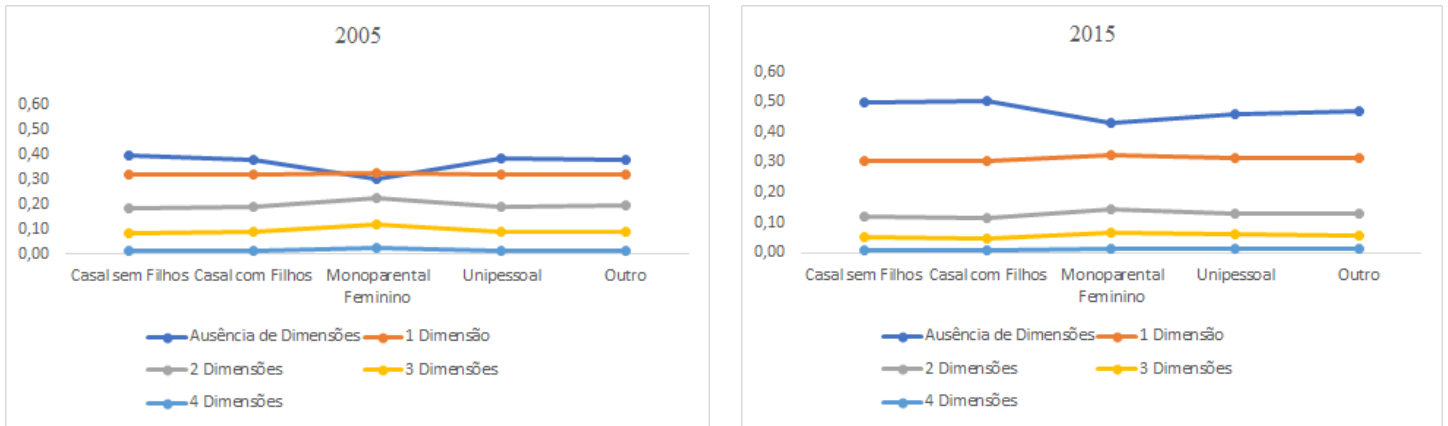 2005
0,60
0,50
0,40
0,30
0,20
0,10
0,00
Casal sem Filhos Casal com Filhos Monoparental Feminino Unipessoal Outro
Ausência de Dimensões 1 Dimensão
2 Dimensões 3 Dimensões
4 Dimensões
2015
0,60
0,50
0,40
0,30
0,20
0,10
0,00
Casal sem Filhos Casal com Filhos Monoparental Feminino Unipessoal Outro
Ausência de Dimensões 1 Dimensão
2 Dimensões 3 Dimensões
4 Dimensões